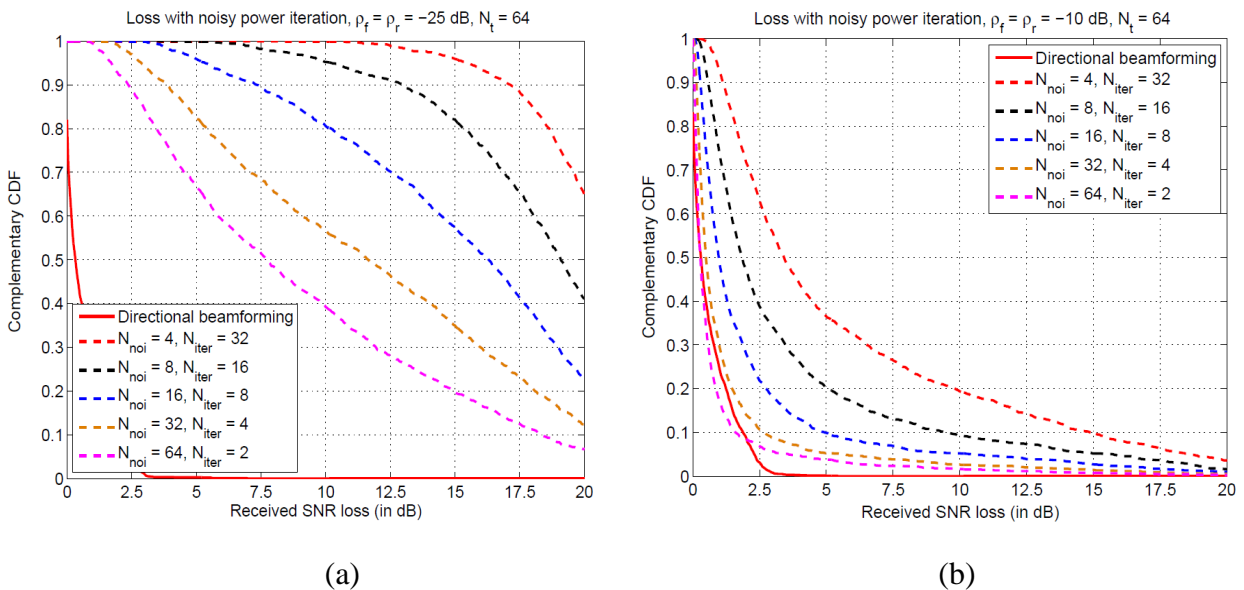 Loss with noisy power iteration, ρf = ρr = −25 dB, Nt = 64
Complementary CDF
1
0.9
0.8
0.7
0.6
0.5
0.4
0.3
0.2
0.1
0
Directional beamforming
Nnoi = 4, Niter = 32
Nnoi = 8, Niter = 16
Nnoi = 16, Niter = 8
Nnoi = 32, Niter = 4
Nnoi = 64, Niter = 2
0 2.5 5 7.5 10 12.5 15 17.5 20
Received SNR loss (in dB)
(a)
Loss with noisy power iteration, ρf = ρr = −10 dB, Nt = 64
Complementary CDF
1
0.9
0.8
0.7
0.6
0.5
0.4
0.3
0.2
0.1
0
Directional beamforming
Nnoi = 4, Niter = 32
Nnoi = 8, Niter = 16
Nnoi = 16, Niter = 8
Nnoi = 32, Niter = 4
Nnoi = 64, Niter = 2
0 2.5 5 7.5 10 12.5 15 17.5 20
Received SNR loss (in dB)
(b)